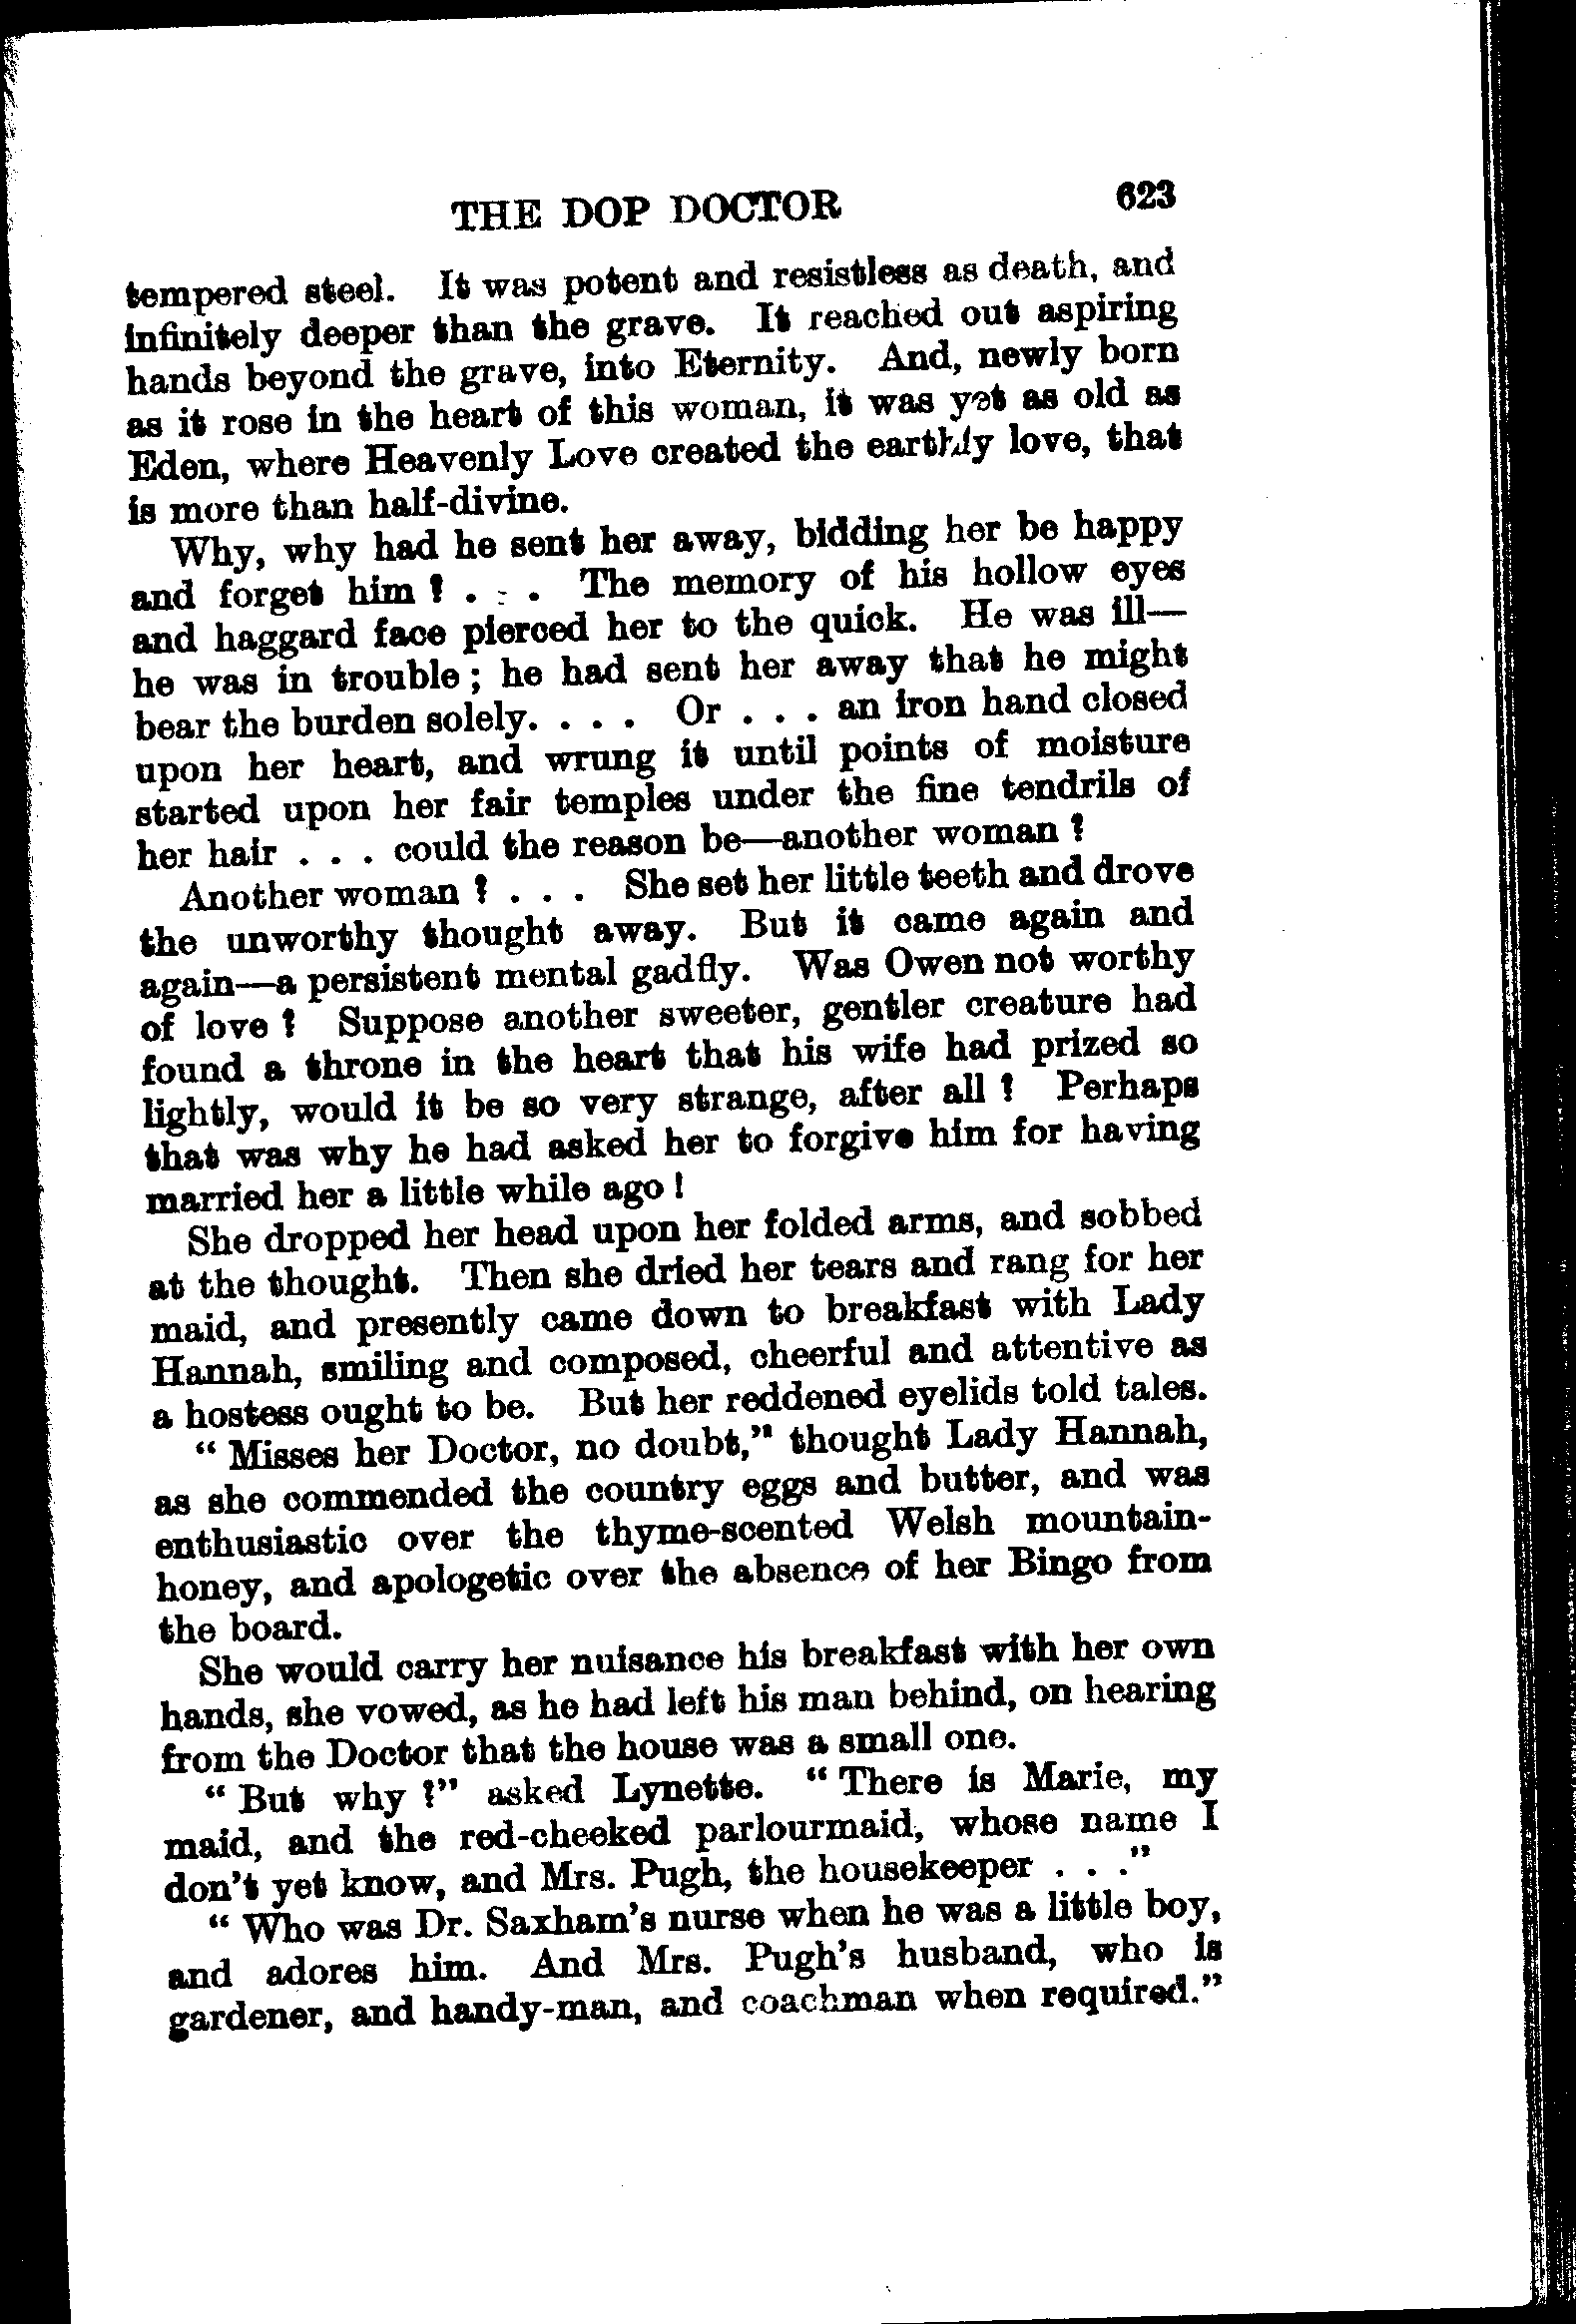 THE DOP DOCTOR 623
tempered steel. It was potent and resistless as death, and
infinitely deeper than the grave. It reached out aspiring
hands beyond the grave, into Eternity. And, newly born
as it rose in the heart of this woman, it was yet as old as
Eden, where Heavenly Love created the earthly love, that
is more than half-divine.
Why, why had he sent her away, bidding her be happy
and forget him ? . . . The memory of his hollow eyes
and haggard face pierced her to the quick. He was ill—
he was in trouble ; he had sent her away that he might
bear the burden solely. . . . Or . . . an iron hand closed
upon her heart, and wrung it until points of moisture
started upon her fair temples under the fine tendrils of
her hair . . . could the reason be—another woman ?
Another woman ? . . . She set her little teeth and drove
the unworthy thought away. But it came again and
again—a persistent mental gadfly. Was Owen not worthy
of love ? Suppose another sweeter, gentler creature had
found a throne in the heart that his wife had prized so
lightly, would it be so very strange, after all ? Perhaps
that was why he had asked her to forgive him for having
married her a little while ago !
She dropped her head upon her folded arms, and sobbed
at the thought. Then she dried her tears and rang for her
maid, and presently came down to breakfast with Lady
Hannah, smiling and composed, cheerful and attentive as
a hostess ought to be. But her reddened eyelids told tales.
“ Misses her Doctor, no doubt,” thought Lady Hannah,
as she commended the country eggs and butter, and was
enthusiastic over the thyme-scented Welsh mountain-
honey, and apologetic over the absence of her Bingo from
the board.
She would carry her nuisance his breakfast with her own
hands, she vowed, as he had left his man behind, on hearing
from the Doctor that the house was a small one.
“ But why ?” asked Lynette. “ There is Marie, my
maid, and the red-cheeked parlourmaid, whose name I
don’t yet know, and Mrs. Pugh, the housekeeper . . .”
“ Who was Dr. Saxham’s nurse when he was a little boy,
and adores him. And Mrs. Pugh’s husband, who is
gardener, and handy-man, and coachman when required.”